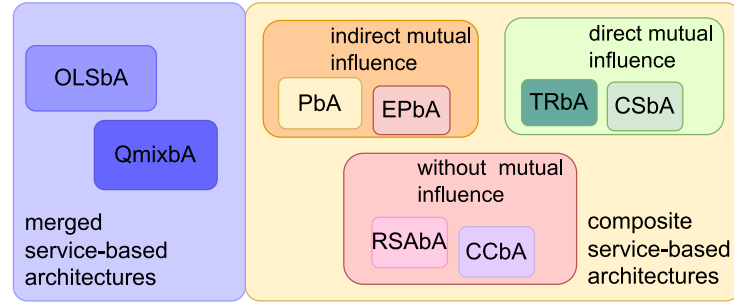 OLSbA
QmixbA
merged
service-based
architectures
indirect mutual
influence
PbA
EPbA
direct mutual
influence
TRbA
CSbA
without mutual
influence
RSAbA
CCbA
composite
service-based
architectures